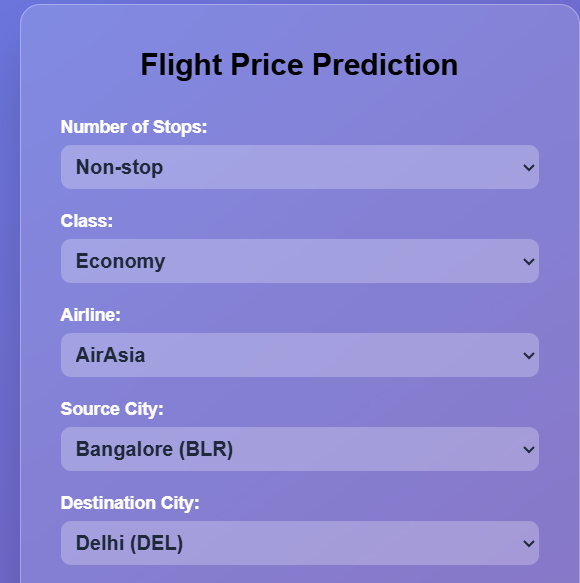 Flight Price Prediction
Number of Stops:
Non-stop
Class:
Economy
Airline:
AirAsia
Source City:
Bangalore (BLR)
Destination City:
Delhi (DEL)